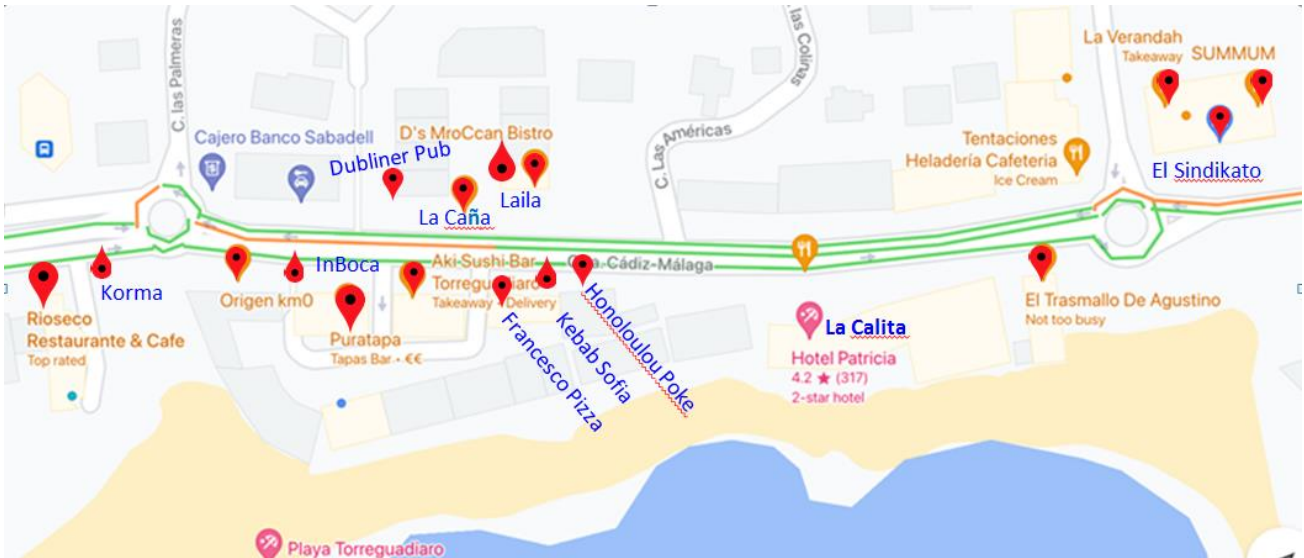 C. las Palmeras
Cajero Banco Sabadell
Dubliner Pub
D's MroCcan Bistro
La Caña
Laila
C. Las Américas
las Colinas
La Verandah
Takeaway
SUMMUM
Tentaciones
Heladería Cafeteria
Ice Cream
El Sindikato
Korma
Rioseco
Restaurante & Cafe
Top rated
Origen km0
InBoca
Puratapa
Tapas Bar • €€
Aki Sushi Bar
Torreguadiaro
Takeaway • Delivery
Cádiz-Málaga
Francesco Pizza
Kebab Sofia
Honoloulou Poke
La Calita
Hotel Patricia
4.2 ★ (317)
2-star hotel
El Trasmallo De Agustino
Not too busy
Playa Torreguadiaro